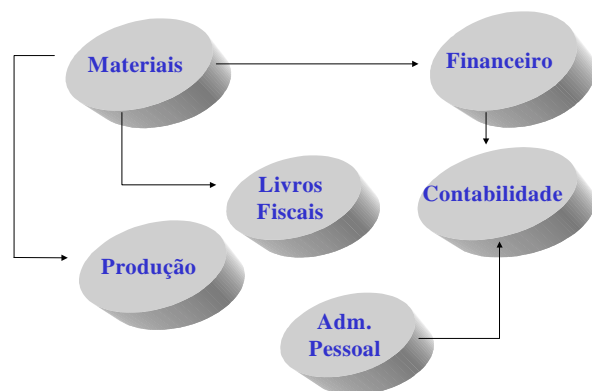 Materiais
Financeiro
Livros
Fiscais
Contabilidade
Produção
Adm.
Pessoal